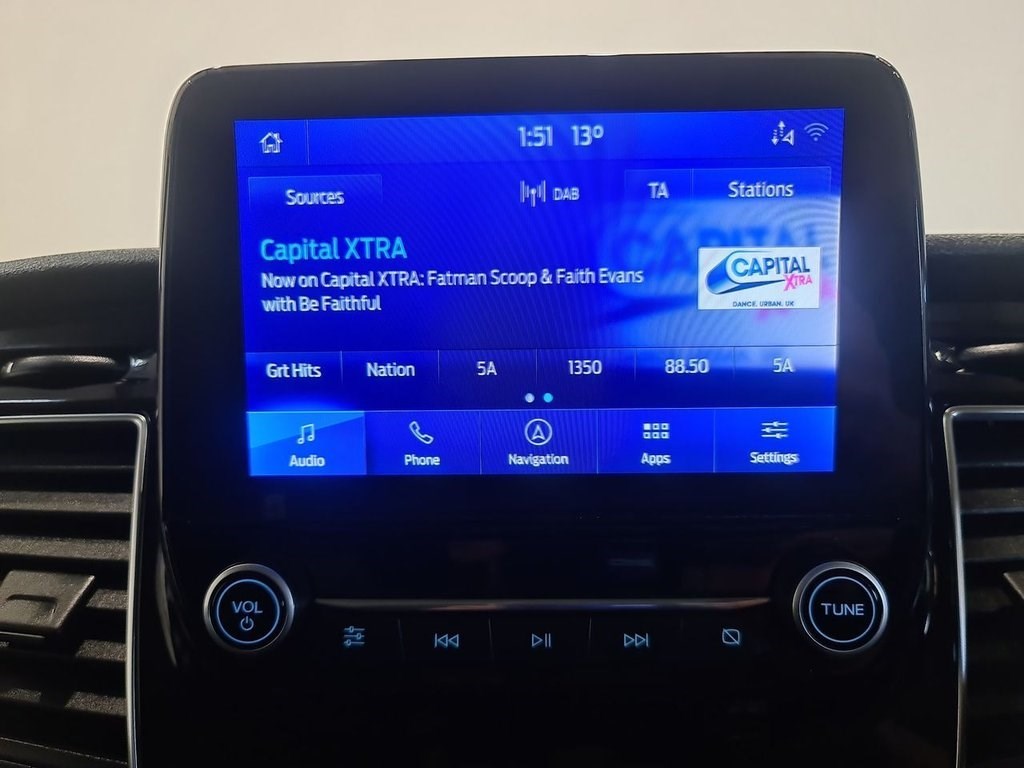 1:51 13º
Sources DAB TA Stations
Capital XTRA
Now on Capital XTRA: Fatman Scoop & Faith Evans
with Be Faithful
CAPITAL
XTRA
DANCE. URBAN. UK
Grt Hits Nation 5A 1350 88.50 5A
Audio Phone Navigation Apps Settings
VOL TUNE